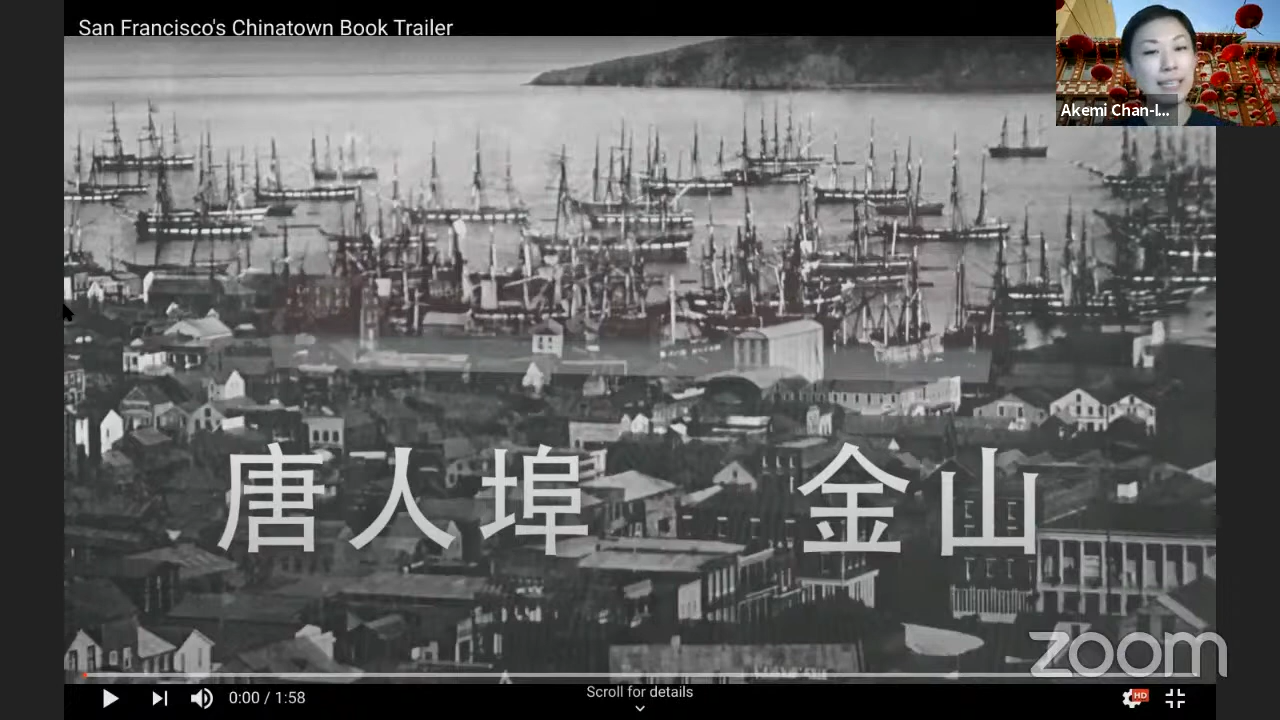 San Francisco's Chinatown Book Trailer
Akemi Chan-I...
唐人埠 金山
zoom
0:00 / 1:58
Scroll for details
HD